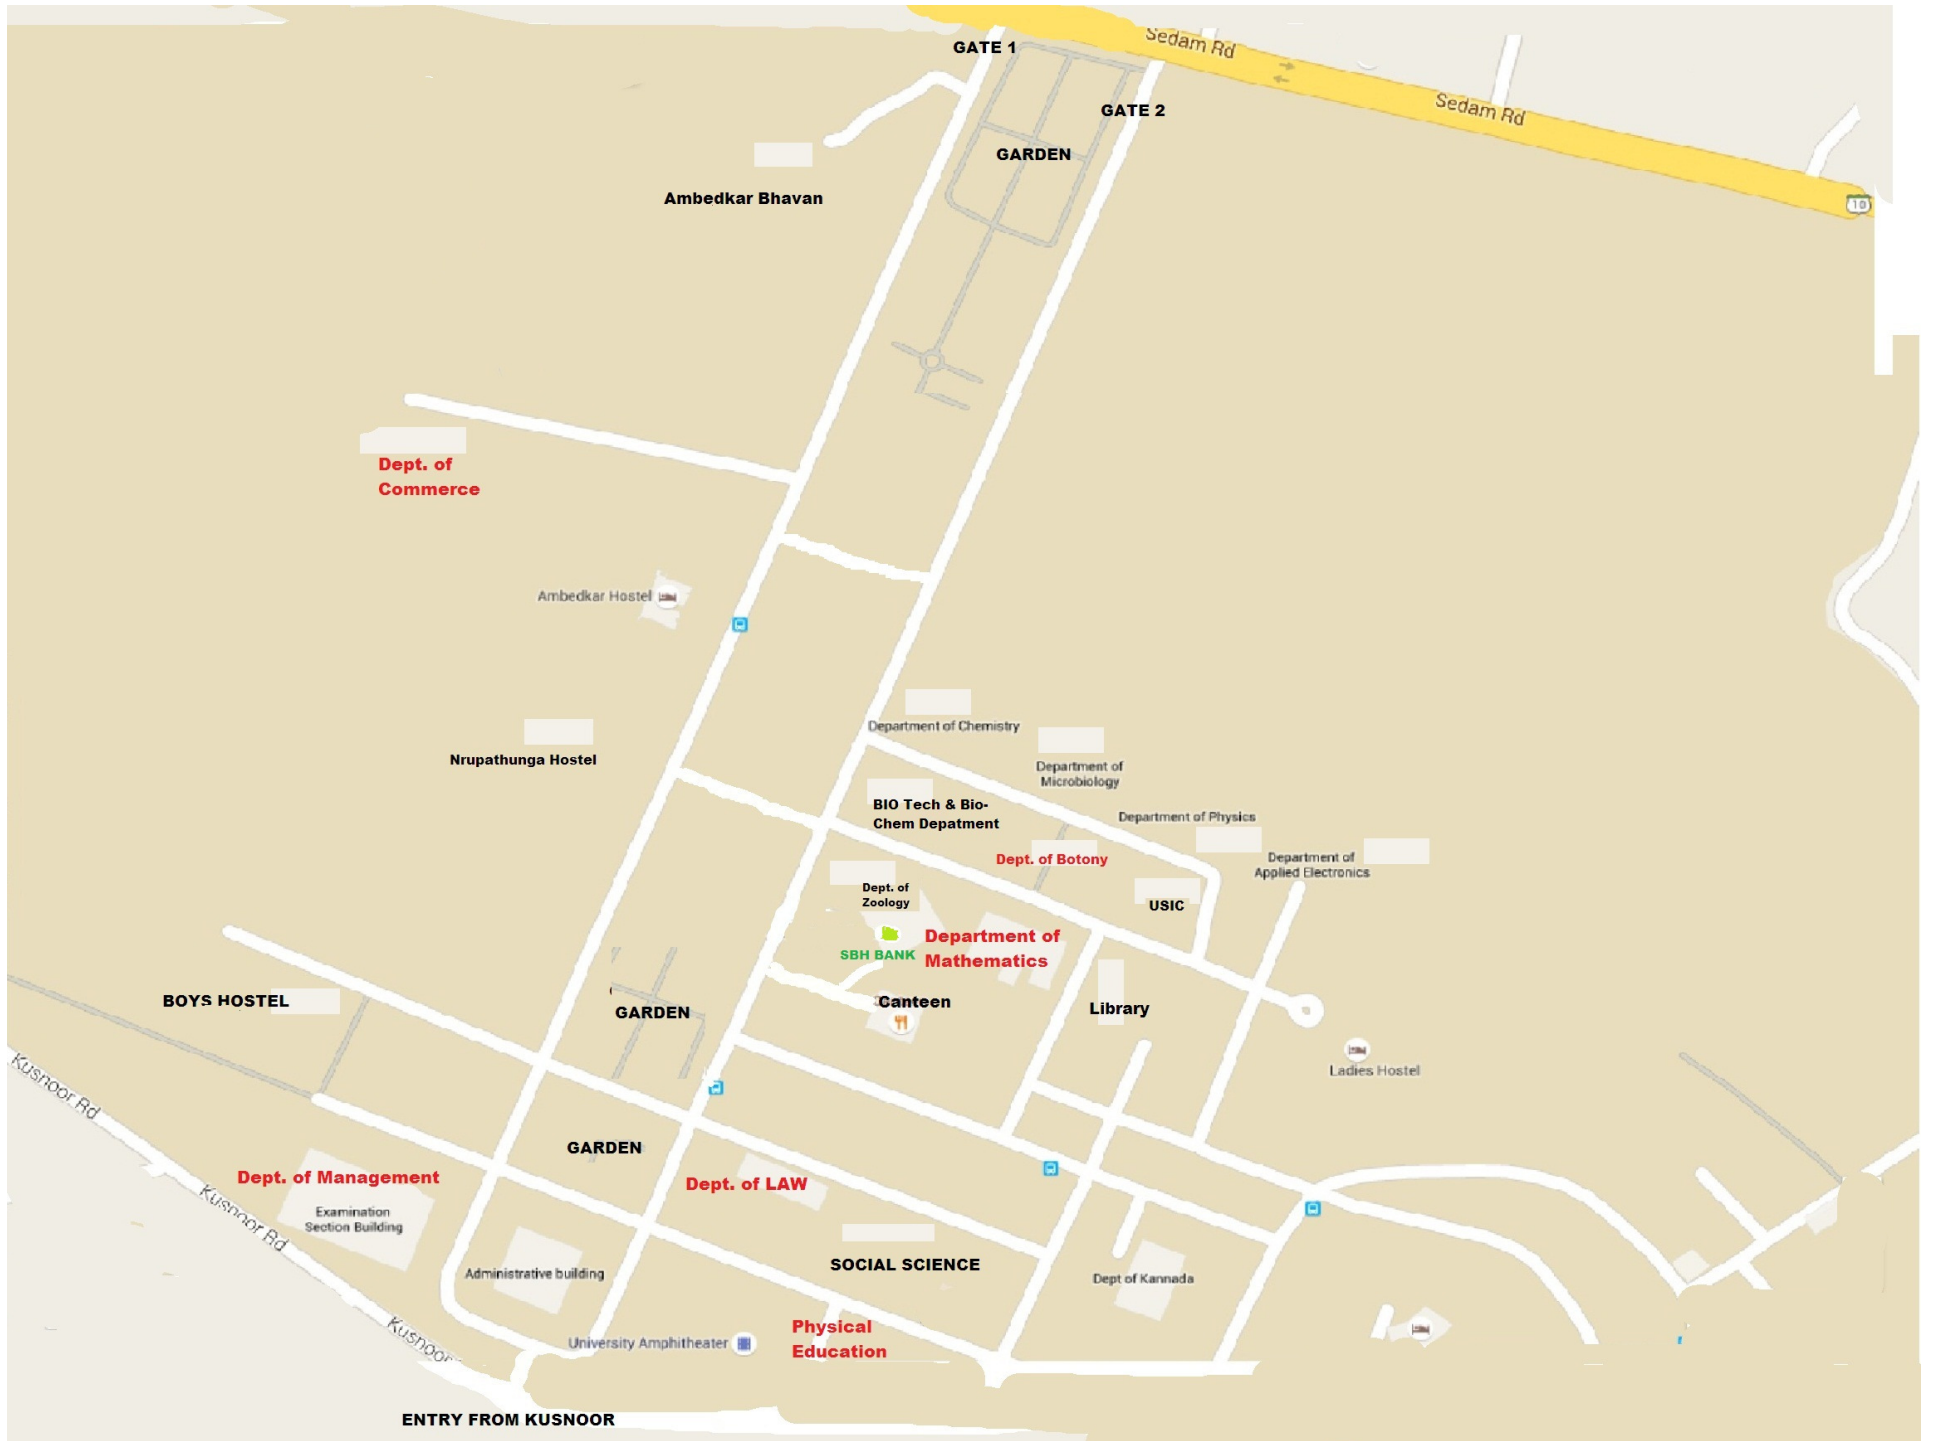 GATE 1
Sedam Rd
Sedam Rd
GATE 2
GARDEN
Ambedkar Bhavan
10
Dept. of
Commerce
Ambedkar Hostel
Department of Chemistry
Nrupathunga Hostel
Department of
Microbiology
BIO Tech & Bio-
Chem Depatment
Department of Physics
Dept. of Botony
Department of
Applied Electronics
Dept. of
Zoology
USIC
SBH BANK
Department of
Mathematics
BOYS HOSTEL
GARDEN
Canteen
Library
Ladies Hostel
Kusnoor Rd
GARDEN
Dept. of Management
Dept. of LAW
Kusnoor Rd
Examination
Section Building
SOCIAL SCIENCE
Administrative building
Dept of Kannada
Kusnoor
University Amphitheater
Physical
Education
ENTRY FROM KUSNOOR